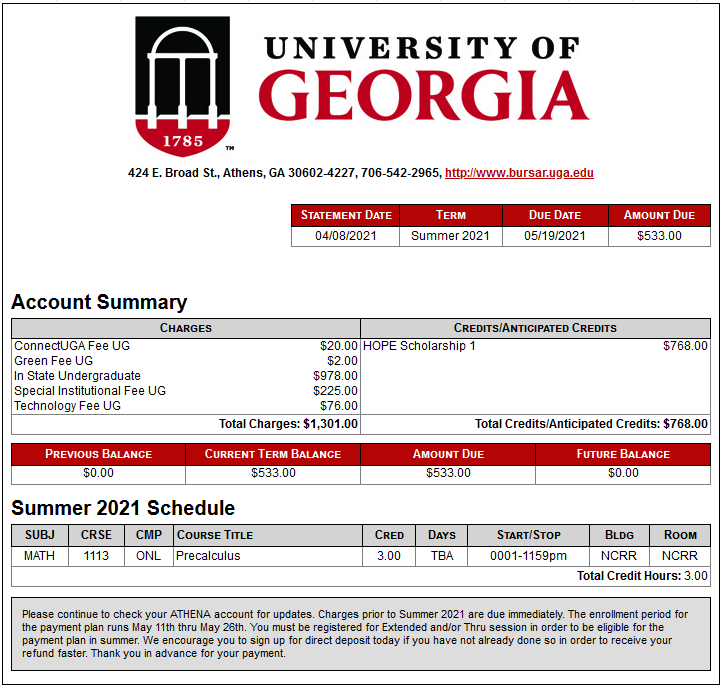 UNIVERSITY OF
GEORGIA
1785 ™
424 E. Broad St., Athens, GA 30602-4227, 706-542-2965, http://www.bursar.uga.edu
STATEMENT DATE TERM DUE DATE AMOUNT DUE
04/08/2021 Summer 2021 05/19/2021 $533.00
Account Summary
CHARGES CREDITS/ANTICIPATED CREDITS
ConnectUGA Fee UG $20.00 HOPE Scholarship 1 $768.00
Green Fee UG $2.00
In State Undergraduate $978.00
Special Institutional Fee UG $225.00
Technology Fee UG $76.00
Total Charges: $1,301.00 Total Credits/Anticipated Credits: $768.00
PREVIOUS BALANCE CURRENT TERM BALANCE AMOUNT DUE FUTURE BALANCE
$0.00 $533.00 $533.00 $0.00
Summer 2021 Schedule
SUBJ CRSE CMP COURSE TITLE CRED DAYS START/STOP BLDG ROOM
MATH 1113 ONL Precalculus 3.00 TBA 0001-1159pm NCRR NCRR
Total Credit Hours: 3.00
Please continue to check your ATHENA account for updates. Charges prior to Summer 2021 are due immediately. The enrollment period for
the payment plan runs May 11th thru May 26th. You must be registered for Extended and/or Thru session in order to be eligible for the
payment plan in summer. We encourage you to sign up for direct deposit today if you have not already done so in order to receive your
refund faster. Thank you in advance for your payment.